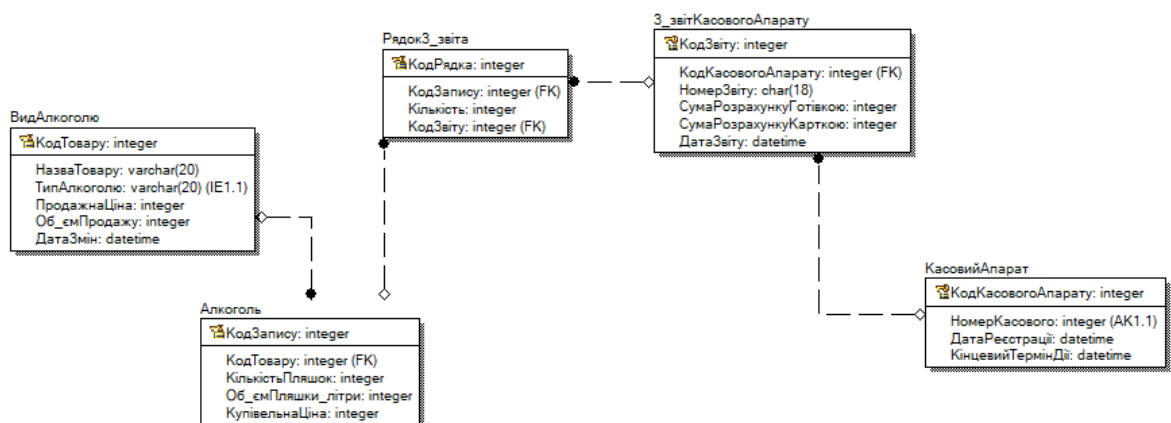 ВидАлкоголю
КодТовару: integer
НазваТовару: varchar(20)
ТипАлкоголю: varchar(20) (IE1.1)
ПродажнаЦіна: integer
Об_ємПродажу: integer
ДатаЗмін: datetime
РядокЗ_звіта
КодРядка: integer
КодЗапису: integer (FK)
Кількість: integer
КодЗвіту: integer (FK)
З_звітКасовогоАпарату
КодЗвіту: integer
КодКасовогоАпарату: integer (FK)
НомерЗвіту: char(18)
СумаРозрахункуГотівкою: integer
СумаРозрахункуКарткою: integer
ДатаЗвіту: datetime
Алкоголь
КодЗапису: integer
КодТовару: integer (FK)
КількістьПляшок: integer
Об_ємПляшки_літри: integer
КупівельнаЦіна: integer
КасовийАпарат
КодКасовогоАпарату: integer
НомерКасового: integer (AK1.1)
ДатаРеєстрації: datetime
КінцевийТермінДії: datetime